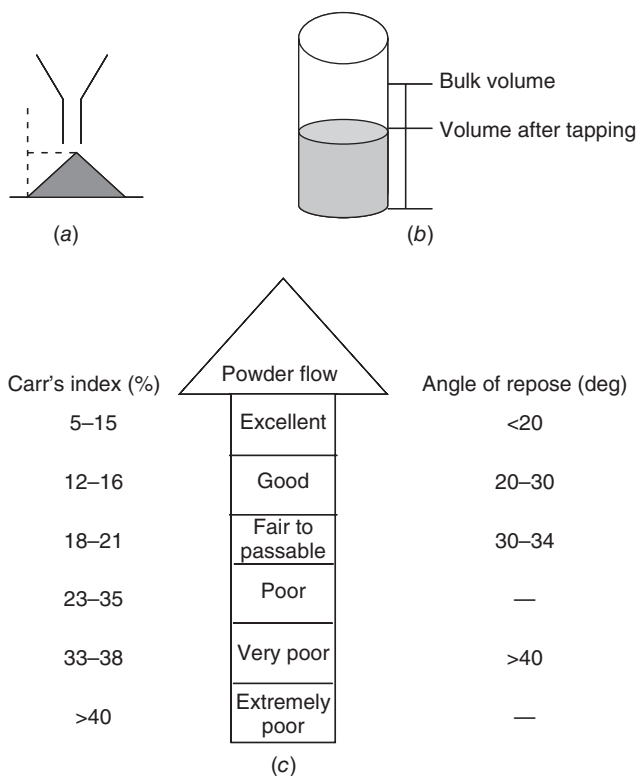 (a)
Bulk volume
Volume after tapping
(b)
Carr's index (%)
Powder flow
Angle of repose (deg)
5–15
Excellent
<20
12–16
Good
20–30
18–21
Fair to
passable
30–34
23–35
Poor
—
33–38
Very poor
>40
>40
Extremely
poor
—
(c)